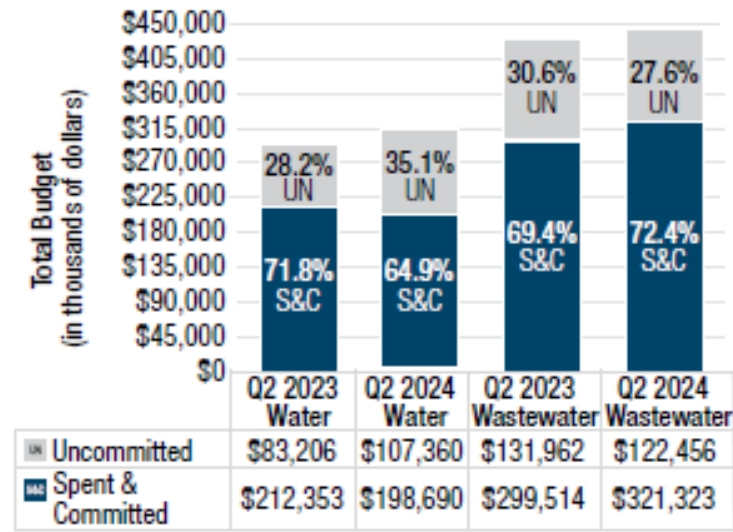 Total Budget
(in thousands of dollars)
$450,000
$405,000
$360,000
$315,000
$270,000
$225,000
$180,000
$135,000
$90,000
$45,000
$0
28.2%
UN
71.8%
S&C
35.1%
UN
64.9%
S&C
30.6%
UN
69.4%
S&C
27.6%
UN
72.4%
S&C
Q2 2023 Q2 2024 Q2 2023 Q2 2024
Water Water Wastewater Wastewater
UN Uncommitted $83,206 $107,360 $131,962 $122,456
S&C Spent &
Committed $212,353 $198,690 $299,514 $321,323